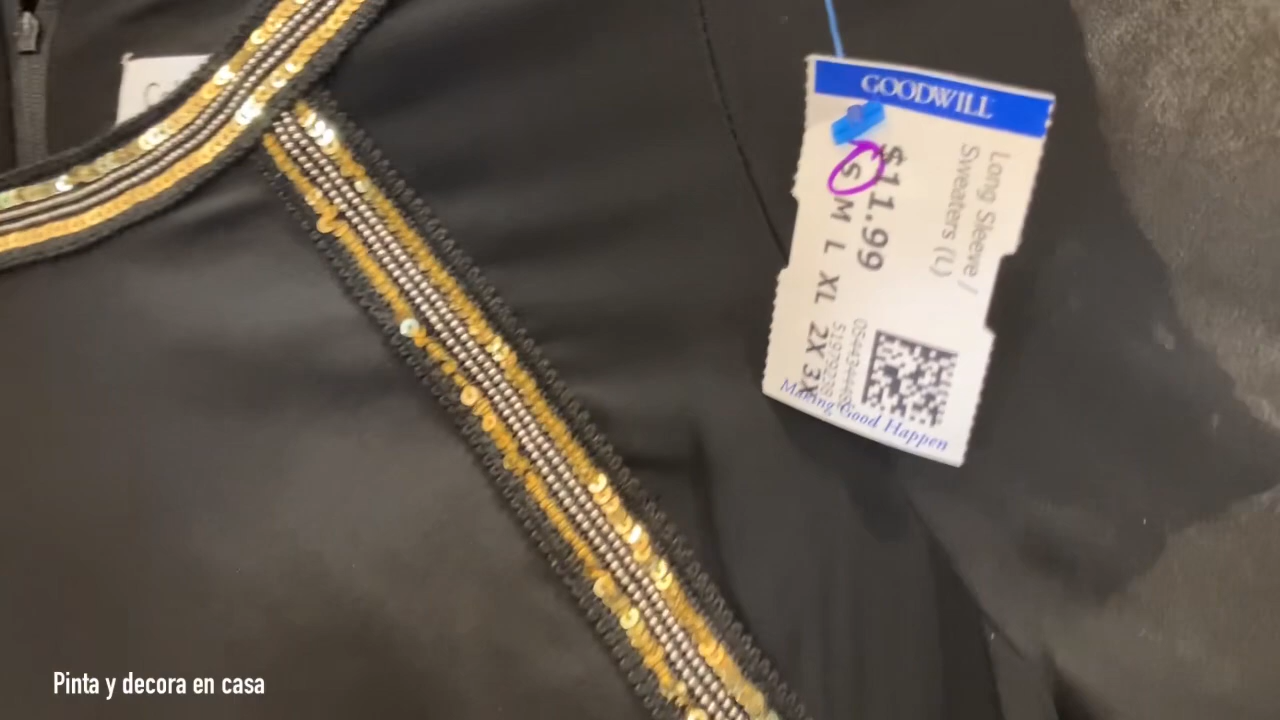 GOODWILL
Long Sleeve /
Sweaters (L)
$11.99
S M L XL 2X 3X
Making Good Happen
Pinta y decora en casa